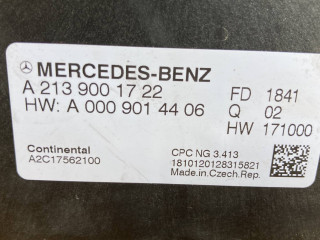 MERCEDES-BENZ
A 213 900 17 22 FD 1841
HW: A 000 901 44 06 Q 02
HW 171000
Continental CPC NG 3.413
A2C17562100 1810120128315821
Made in Czech.Rep.